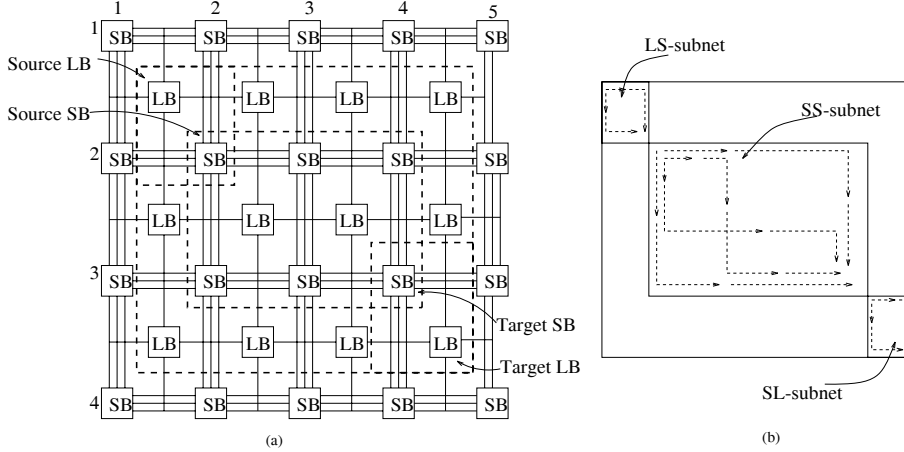 1 2 3 4 5
1 SB SB SB SB SB
Source LB
LB LB LB LB
Source SB
2 SB SB SB SB SB
LB LB LB LB
3 SB SB SB SB SB
Target SB
LB LB LB LB
Target LB
4 SB SB SB SB SB
(a)
LS-subnet
SS-subnet
SL-subnet
(b)